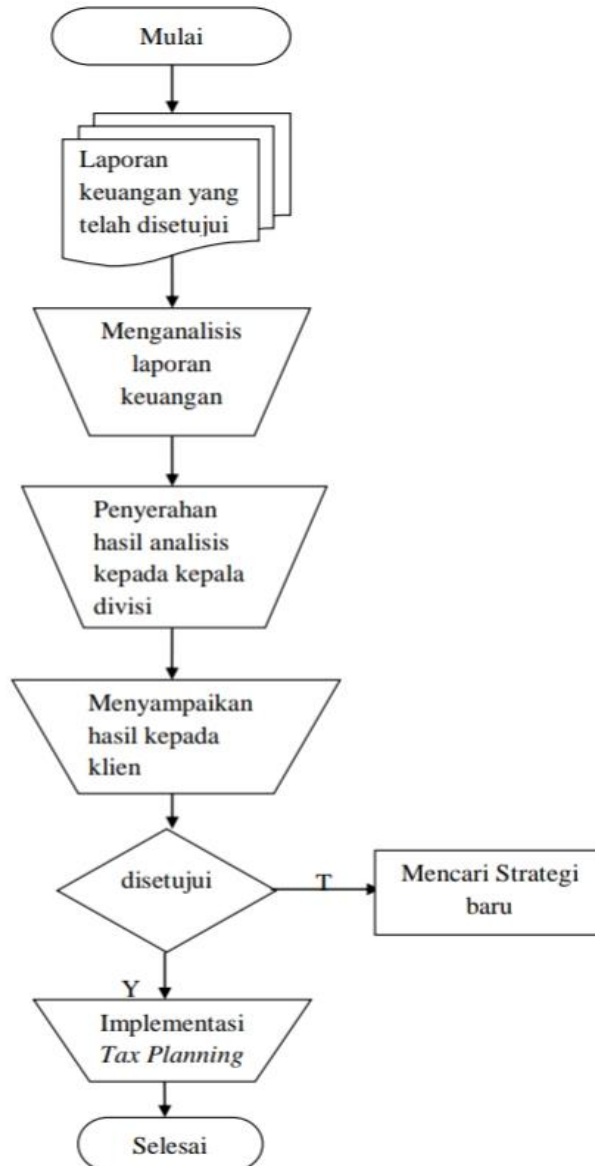 Mulai
Laporan
keuangan yang
telah disetujui
Menganalisis
laporan
keuangan
Penyerahan
hasil analisis
kepada kepala
divisi
Menyampaikan
hasil kepada
klien
disetujui
T
Mencari Strategi
baru
Y
Implementasi
Tax Planning
Selesai